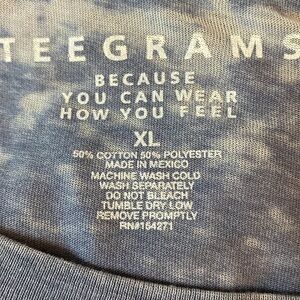 TEEGRAMS
BECAUSE
YOU CAN WEAR
HOW YOU FEEL
XL
50% COTTON 50% POLYESTER
MADE IN MEXICO
MACHINE WASH COLD
WASH SEPARATELY
DO NOT BLEACH
TUMBLE DRY LOW
REMOVE PROMPTLY
RN#154271